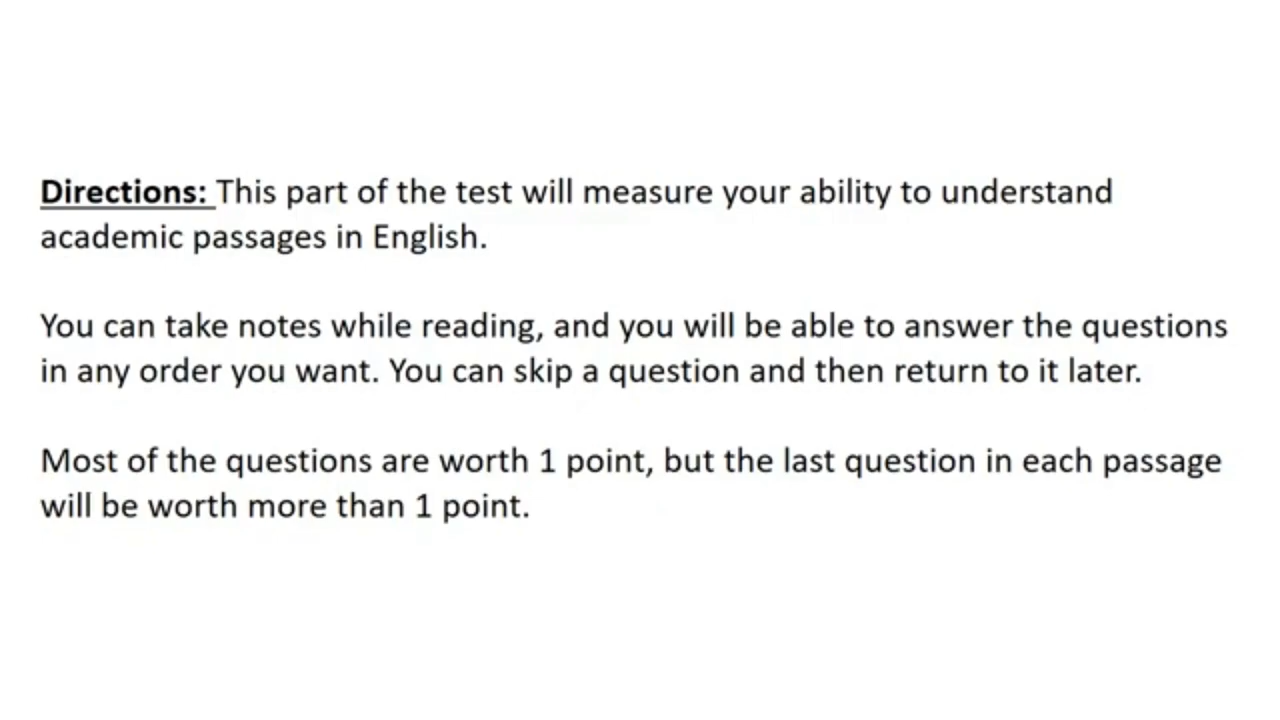 Directions: This part of the test will measure your ability to understand
academic passages in English.
You can take notes while reading, and you will be able to answer the questions
in any order you want. You can skip a question and then return to it later.
Most of the questions are worth 1 point, but the last question in each passage
will be worth more than 1 point.